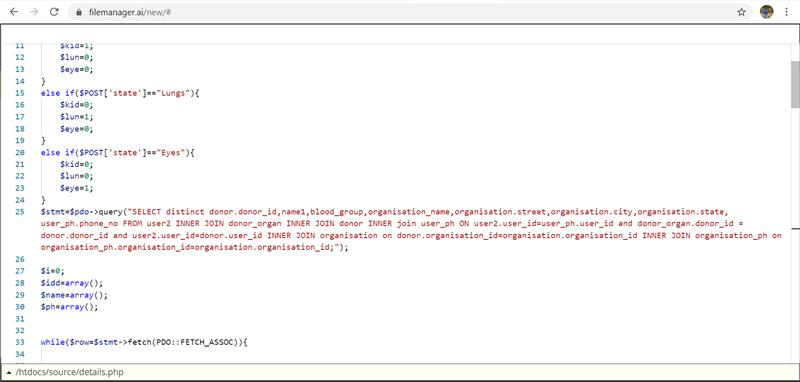 filemanager.ai/new/#
11 $kid=1;
12 $lun=0;
13 $eye=0;
14 }
15 else if($POST['state']=="Lungs"){
16 $kid=0;
17 $lun=1;
18 $eye=0;
19 }
20 else if($POST['state']=="Eyes"){
21 $kid=0;
22 $lun=0;
23 $eye=1;
24 }
25 $stmt=$pdo->query("SELECT distinct donor.donor_id,name1,blood_group,organisation_name,organisation.street,organisation.city,organisation.state,
user_ph.phone_no FROM user2 INNER JOIN donor_organ INNER JOIN donor INNER join user_ph ON user2.user_id=user_ph.user_id and donor_organ.donor_id =
donor.donor_id and user2.user_id=donor.user_id INNER JOIN organisation on donor.organisation_id=organisation.organisation_id INNER JOIN organisation_ph on
organisation_ph.organisation_id=organisation.organisation_id;");
26
27 $i=0;
28 $idd=array();
29 $name=array();
30 $ph=array();
31
32
33 while($row=$stmt->fetch(PDO::FETCH_ASSOC)){
34
/htdocs/source/details.php